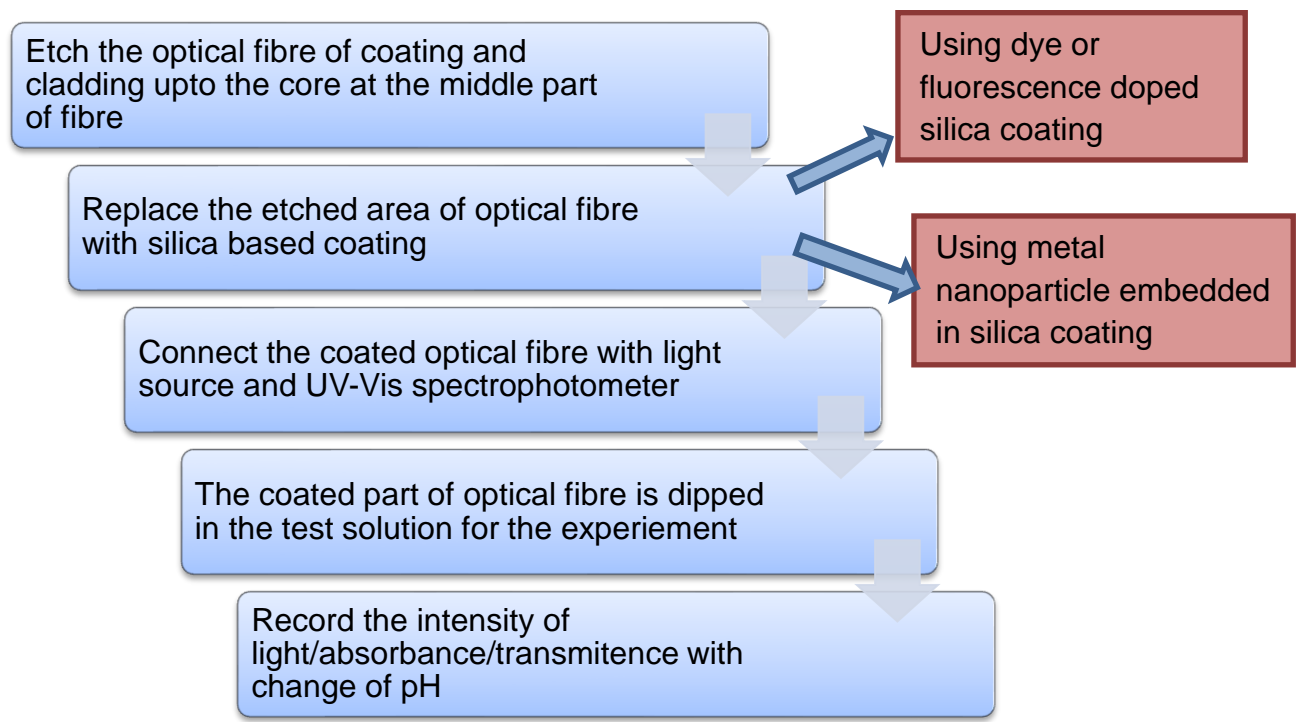 Etch the optical fibre of coating and
cladding upto the core at the middle part
of fibre
Using dye or
fluorescence doped
silica coating
Replace the etched area of optical fibre
with silica based coating
Using metal
nanoparticle embedded
in silica coating
Connect the coated optical fibre with light
source and UV-Vis spectrophotometer
The coated part of optical fibre is dipped
in the test solution for the experiement
Record the intensity of
light/absorbance/transmitence with
change of pH